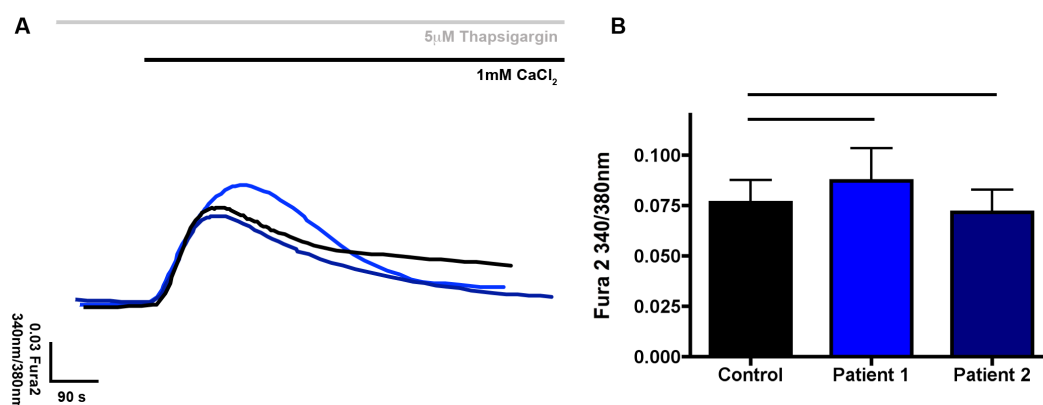 A
5μM Thapsigargin
1mM CaCl₂
0.03 Fura2
340nm/380nm
90 s
B
Fura 2 340/380nm
0.100
0.075
0.050
0.025
0.000
Control
Patient 1
Patient 2